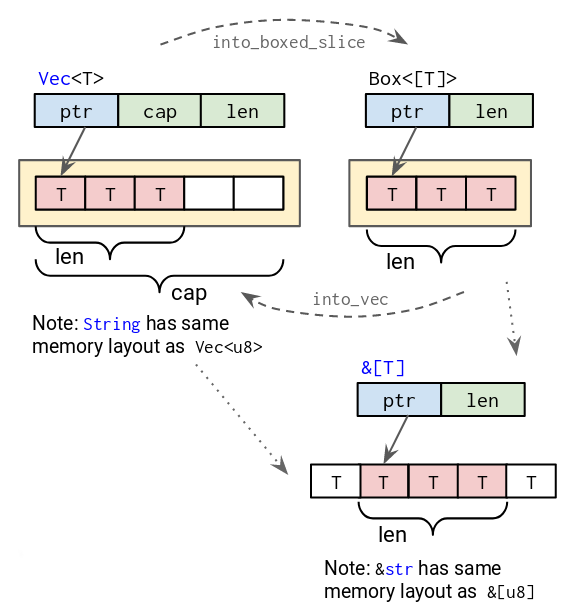 into_boxed_slice
Vec<T>
ptr cap len
T T T
len
cap
Box<[T]>
ptr len
T T T
len
into_vec
Note: String has same
memory layout as Vec<u8>
&[T]
ptr len
T T T T T
len
Note: &str has same
memory layout as &[u8]